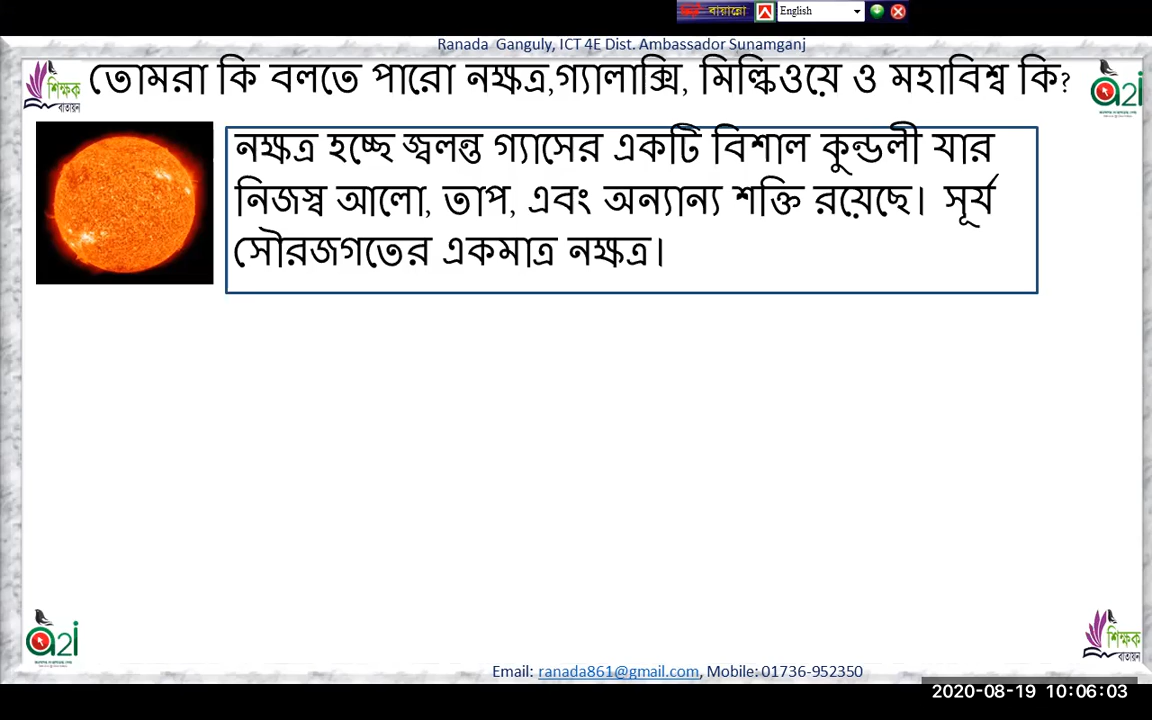 বায়ান্নো English
Ranada Ganguly, ICT 4E Dist. Ambassador Sunamganj
তোমরা কি বলতে পারো নক্ষত্র,গ্যালাক্সি, মিল্কিওয়ে ও মহাবিশ্ব কি?
শিক্ষক
বাতায়ন
a2i
নক্ষত্র হচ্ছে জ্বলন্ত গ্যাসের একটি বিশাল কুন্ডলী যার
নিজস্ব আলো, তাপ, এবং অন্যান্য শক্তি রয়েছে। সূর্য
সৌরজগতের একমাত্র নক্ষত্র।
a2i
শিক্ষক
বাতায়ন
Email: ranada861@gmail.com, Mobile: 01736-952350
2020-08-19 10:06:03